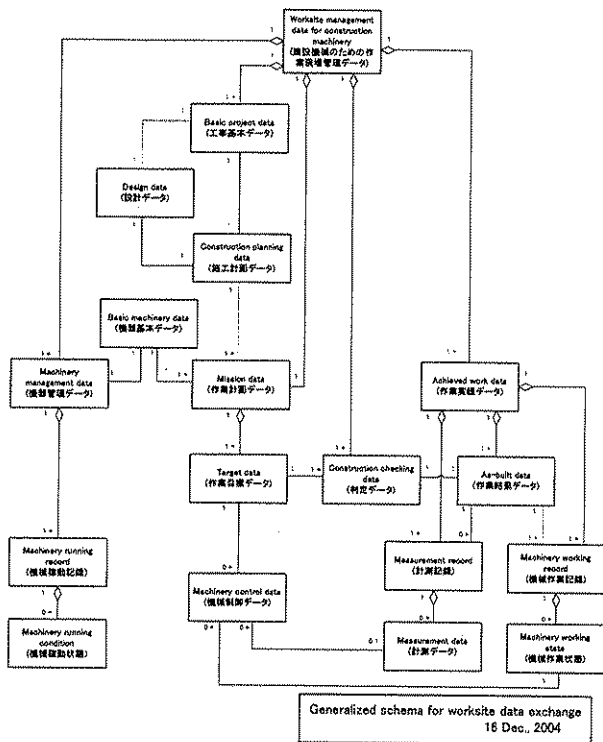 Worksite management
data for construction
machinery
(建設機械のための作
業現場管理データ)
Basic project data
(工事基本データ)
Design data
(設計データ)
Construction planning
data
(施工計画データ)
Basic machinery data
(機器基本データ)
Machinery
management data
(機器管理データ)
Mission data
(作業計画データ)
Achieved work data
(作業実績データ)
Target data
(作業目標データ)
Construction checking
data
(判定データ)
As-built data
(作業結果データ)
Machinery running
record
(機械稼動記録)
Machinery control data
(機械制御データ)
Measurement record
(計測記録)
Machinery working
record
(機械作業記録)
Machinery running
condition
(機械稼動状態)
Measurement data
(計測データ)
Machinery working
state
(機械作業状態)
Generalized schema for worksite data exchange
16 Dec., 2004